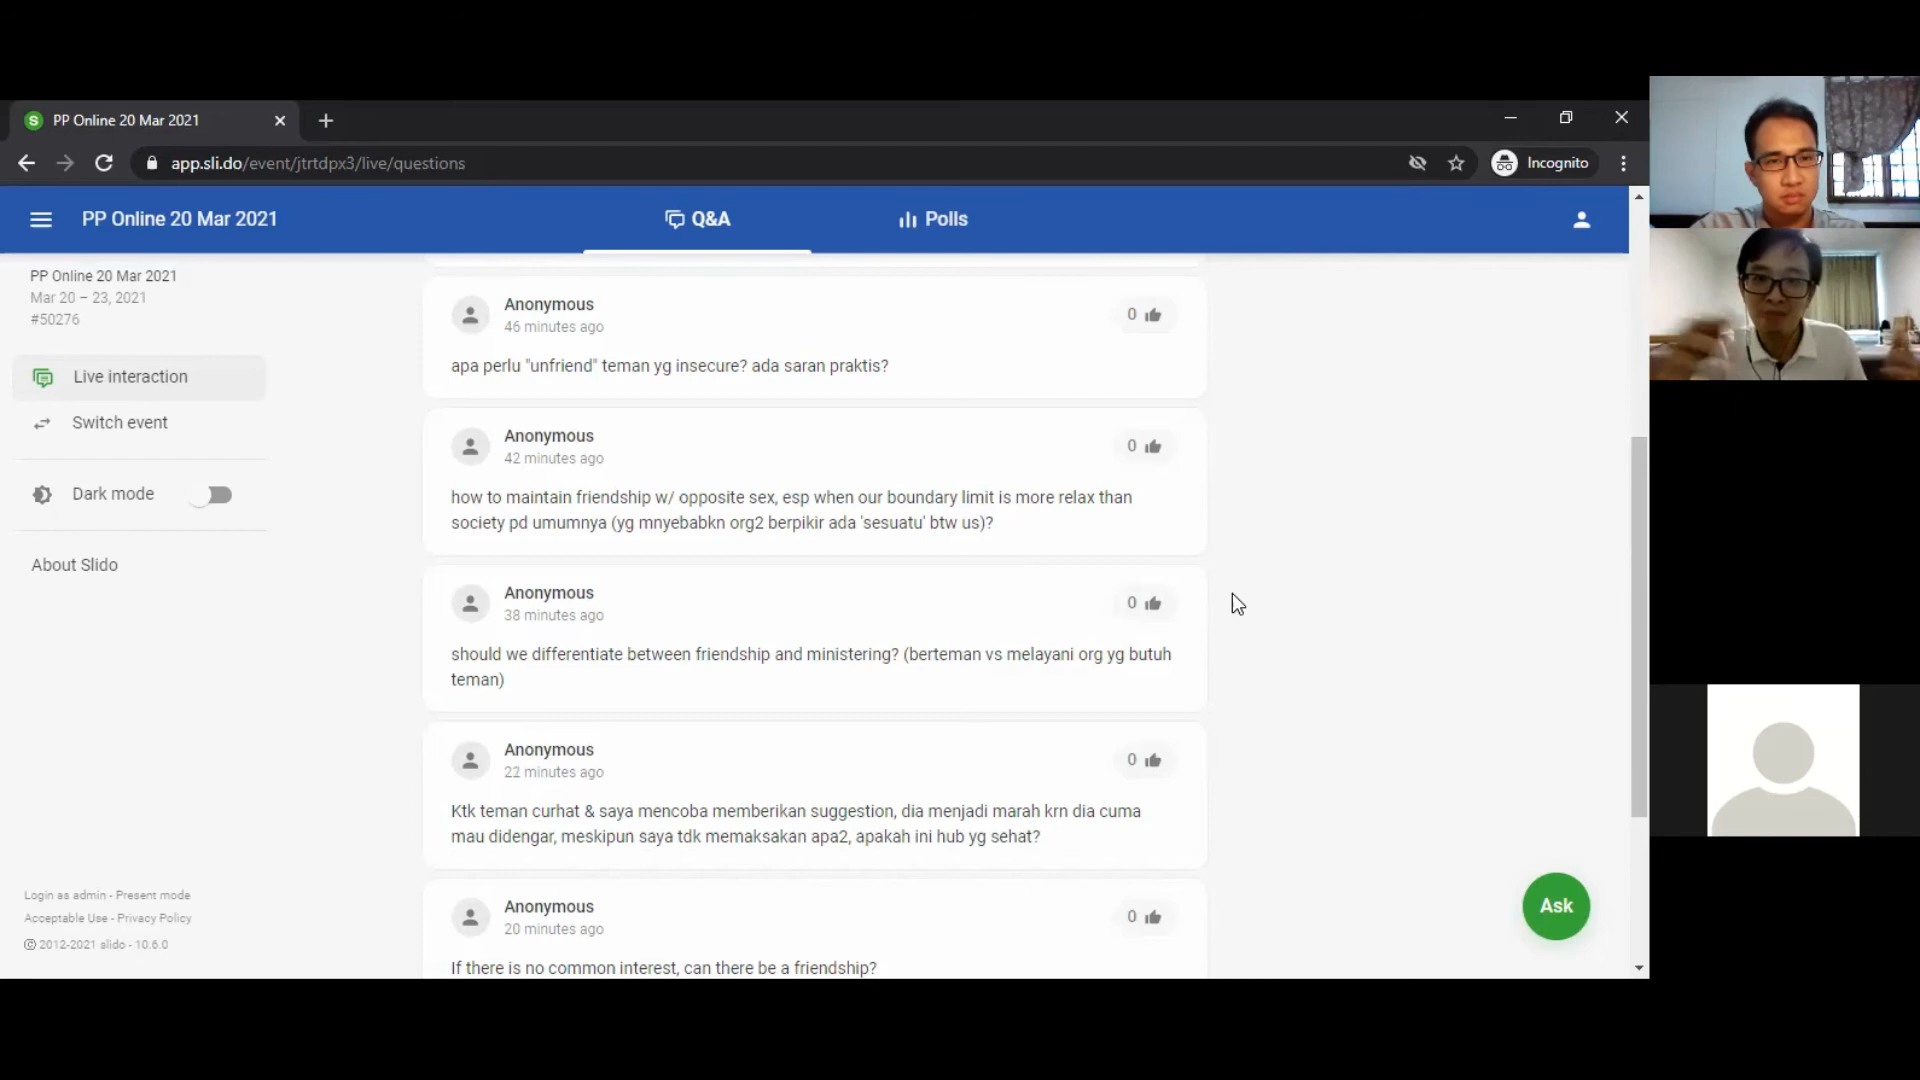 PP Online 20 Mar 2021
app.sli.do/event/jtrtdpx3/live/questions
Incognito
PP Online 20 Mar 2021
Q&A
Polls
PP Online 20 Mar 2021
Mar 20 – 23, 2021
#50276
Live interaction
Switch event
Dark mode
About Slido
Login as admin - Present mode
Acceptable Use - Privacy Policy
© 2012-2021 slido - 10.6.0
Anonymous
46 minutes ago
0
apa perlu "unfriend" teman yg insecure? ada saran praktis?
Anonymous
42 minutes ago
0
how to maintain friendship w/ opposite sex, esp when our boundary limit is more relax than
society pd umumnya (yg mnyebabkn org2 berpikir ada 'sesuatu' btw us)?
Anonymous
38 minutes ago
0
should we differentiate between friendship and ministering? (berteman vs melayani org yg butuh
teman)
Anonymous
22 minutes ago
0
Ktk teman curhat & saya mencoba memberikan suggestion, dia menjadi marah krn dia cuma
mau didengar, meskipun saya tdk memaksakan apa2, apakah ini hub yg sehat?
Anonymous
20 minutes ago
0
If there is no common interest, can there be a friendship?
Ask